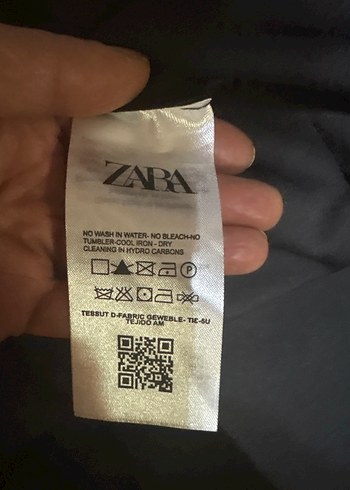 ZARA
NO WASH IN WATER- NO BLEACH-NO
TUMBLER-COOL IRON - DRY
CLEANING IN HYDRO CARBONS
P
TESSUT D-FABRIC GEWEBLE- TIE-SU
TEJIDO AM